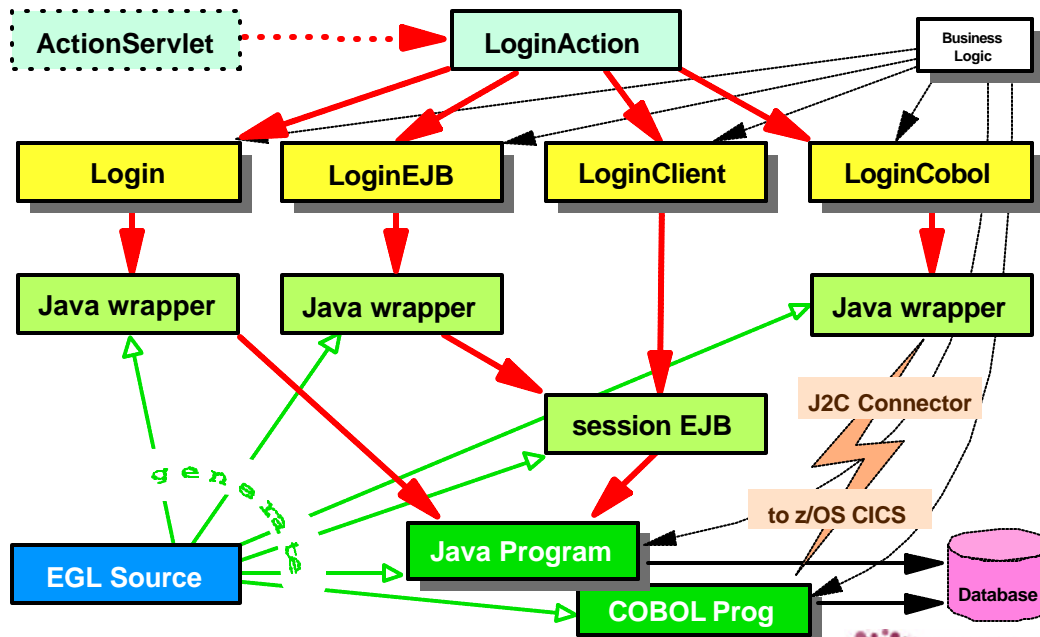 ActionServlet
LoginAction
Business
Logic
Login
LoginEJB
LoginClient
LoginCobol
Java wrapper
Java wrapper
Java wrapper
J2C Connector
session EJB
generate
to z/OS CICS
EGL Source
Java Program
Database
COBOL Prog